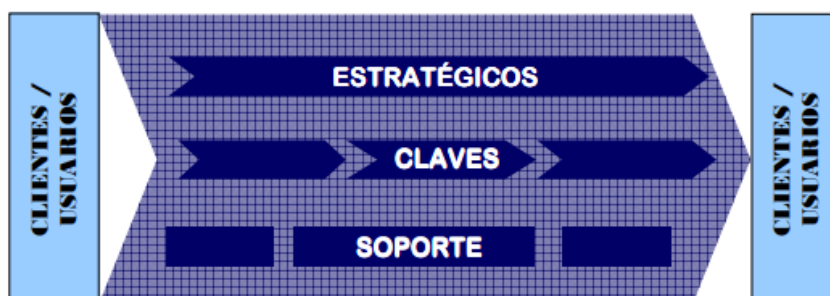 CLIENTES /
USUARIOS
ESTRATÉGICOS
CLAVES
SOPORTE
CLIENTES /
USUARIOS